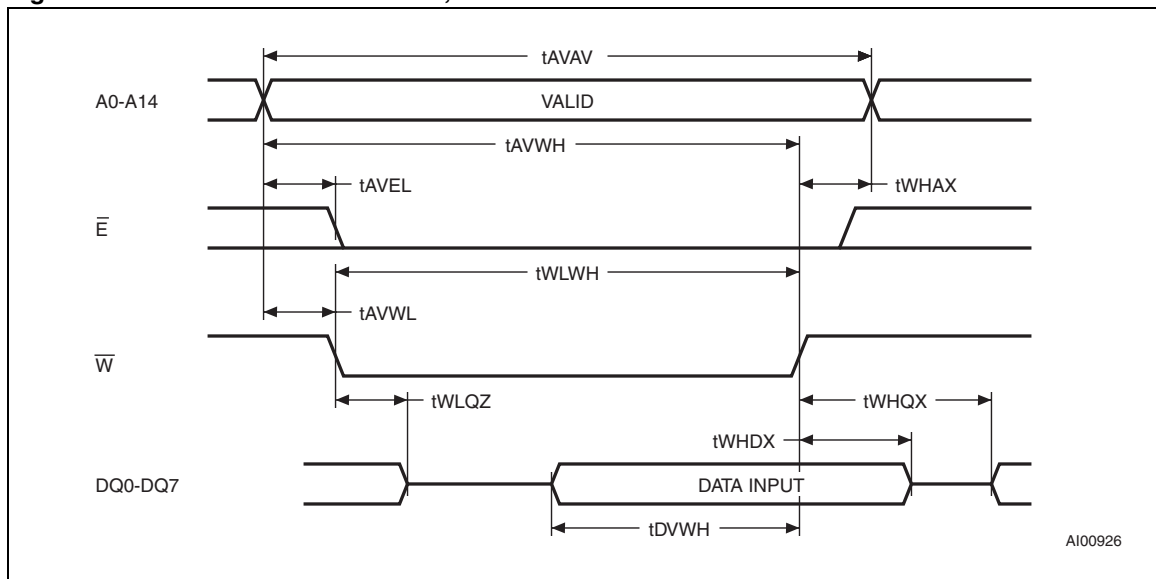 tAVAV
A0-A14
VALID
tAVWH
tAVEL
tWHAX
E̅
tWLWH
tAVWL
W̅
tWLQZ
tWHQX
tWHDX
DQ0-DQ7
DATA INPUT
tDVWH
AI00926